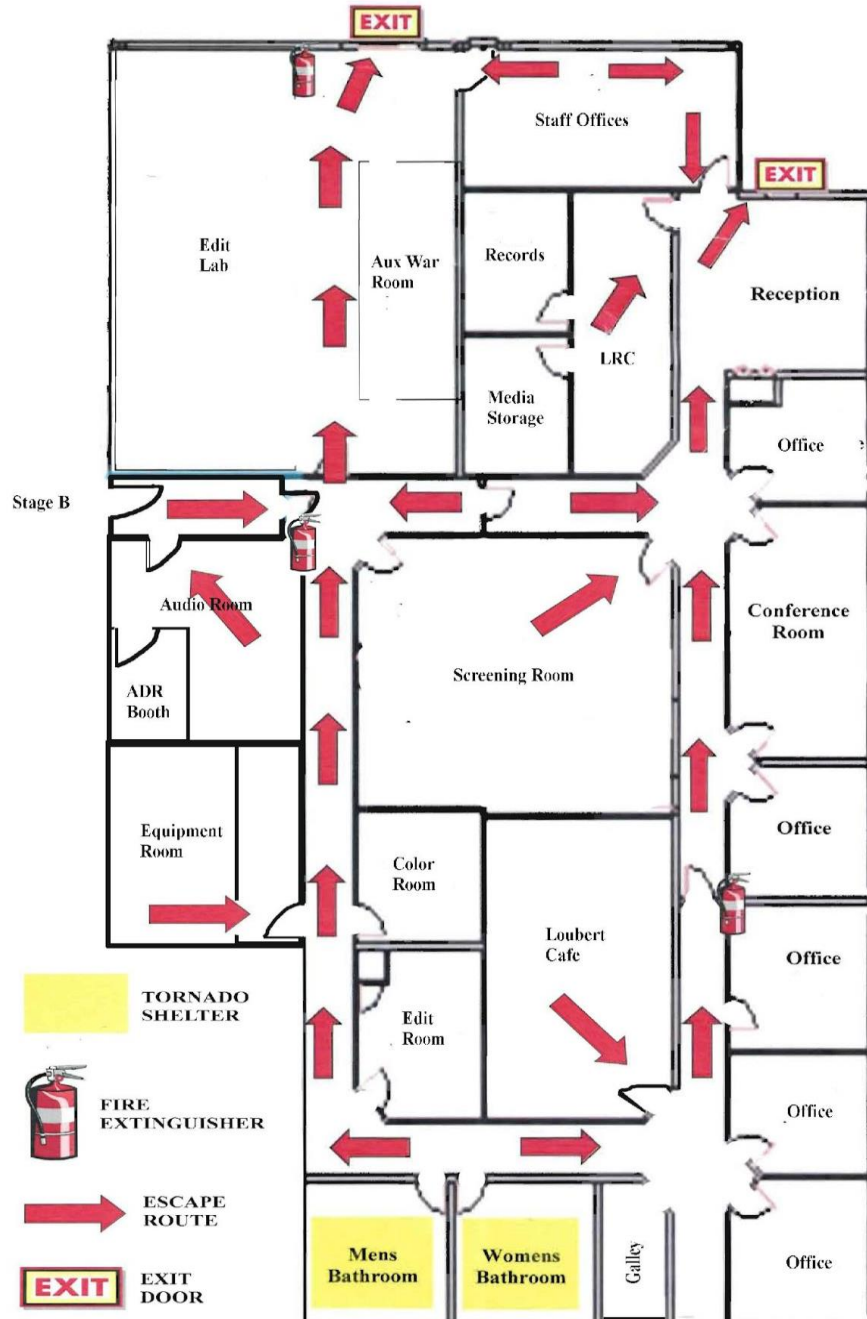 EXIT
Staff Offices
EXIT
Edit
Lab
Aux War
Room
Records
Reception
LRC
Media
Storage
Office
Stage B
Audio Room
Conference
Room
Screening Room
ADR
Booth
Equipment
Room
Color
Room
Office
Loubert
Cafe
Office
TORNADO
SHELTER
Edit
Room
FIRE
EXTINGUISHER
Office
ESCAPE
ROUTE
Mens
Bathroom
Womens
Bathroom
Galley
Office
EXIT
EXIT
DOOR